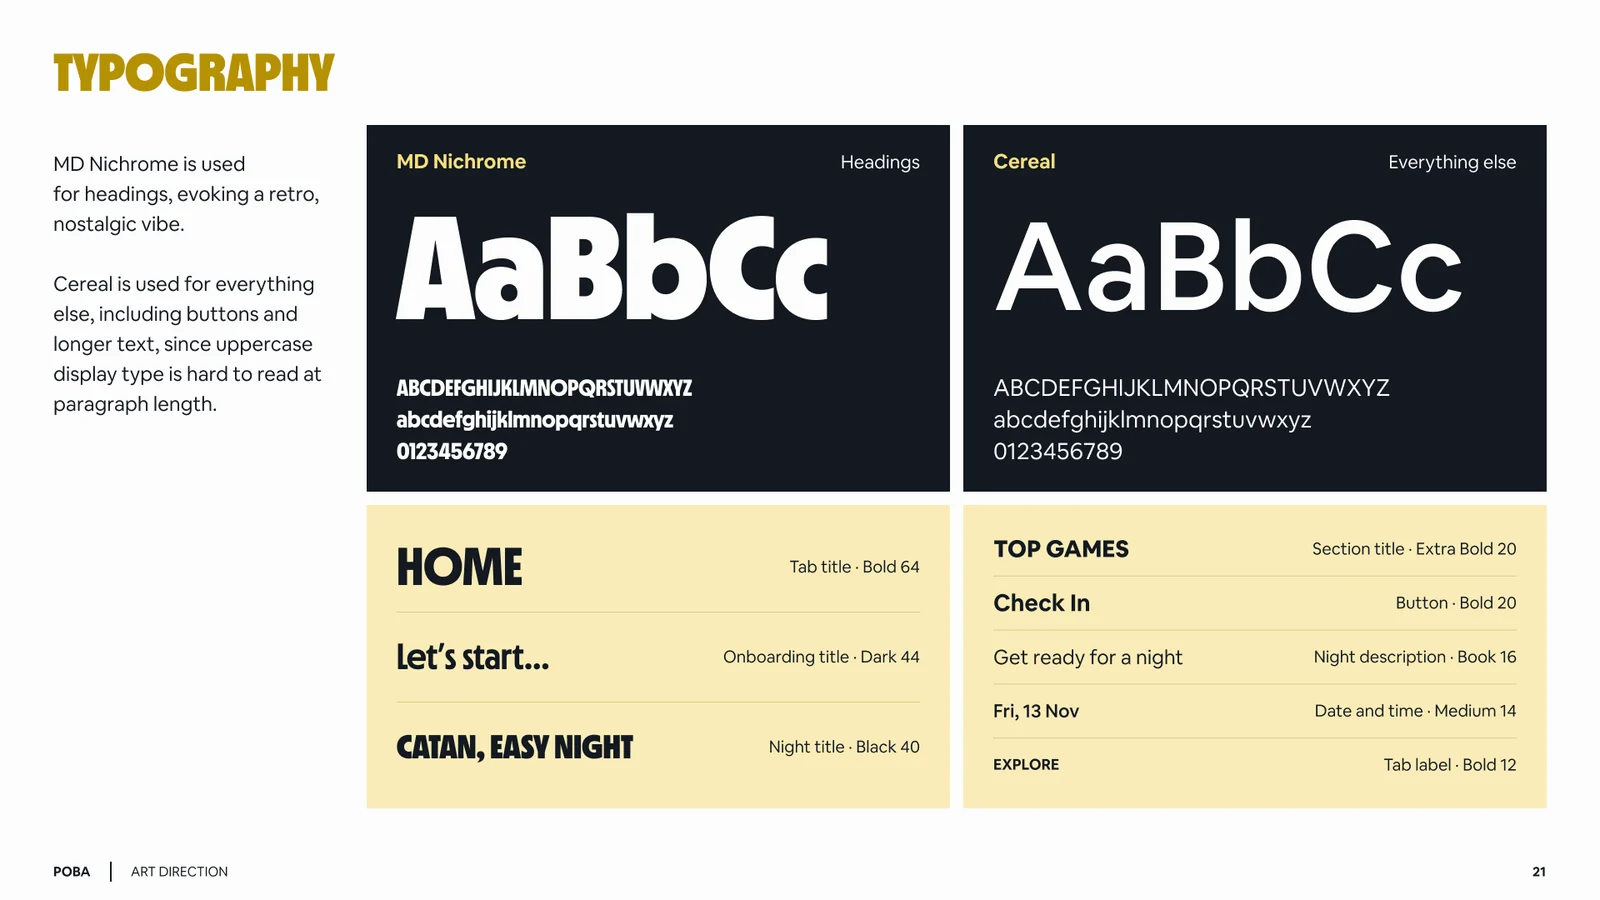 TYPOGRAPHY
MD Nichrome is used
for headings, evoking a retro,
nostalgic vibe.
Cereal is used for everything
else, including buttons and
longer text, since uppercase
display type is hard to read at
paragraph length.
MD Nichrome
Headings
AaBbCc
ABCDEFGHIJKLMNOPQRSTUVWXYZ
abcdefghijklmnopqrstuvwxyz
0123456789
Cereal
Everything else
AaBbCc
ABCDEFGHIJKLMNOPQRSTUVWXYZ
abcdefghijklmnopqrstuvwxyz
0123456789
HOME
Tab title · Bold 64
Let’s start...
Onboarding title · Dark 44
CATAN, EASY NIGHT
Night title · Black 40
TOP GAMES
Section title · Extra Bold 20
Check In
Button · Bold 20
Get ready for a night
Night description · Book 16
Fri, 13 Nov
Date and time · Medium 14
EXPLORE
Tab label · Bold 12
POBA
ART DIRECTION
21